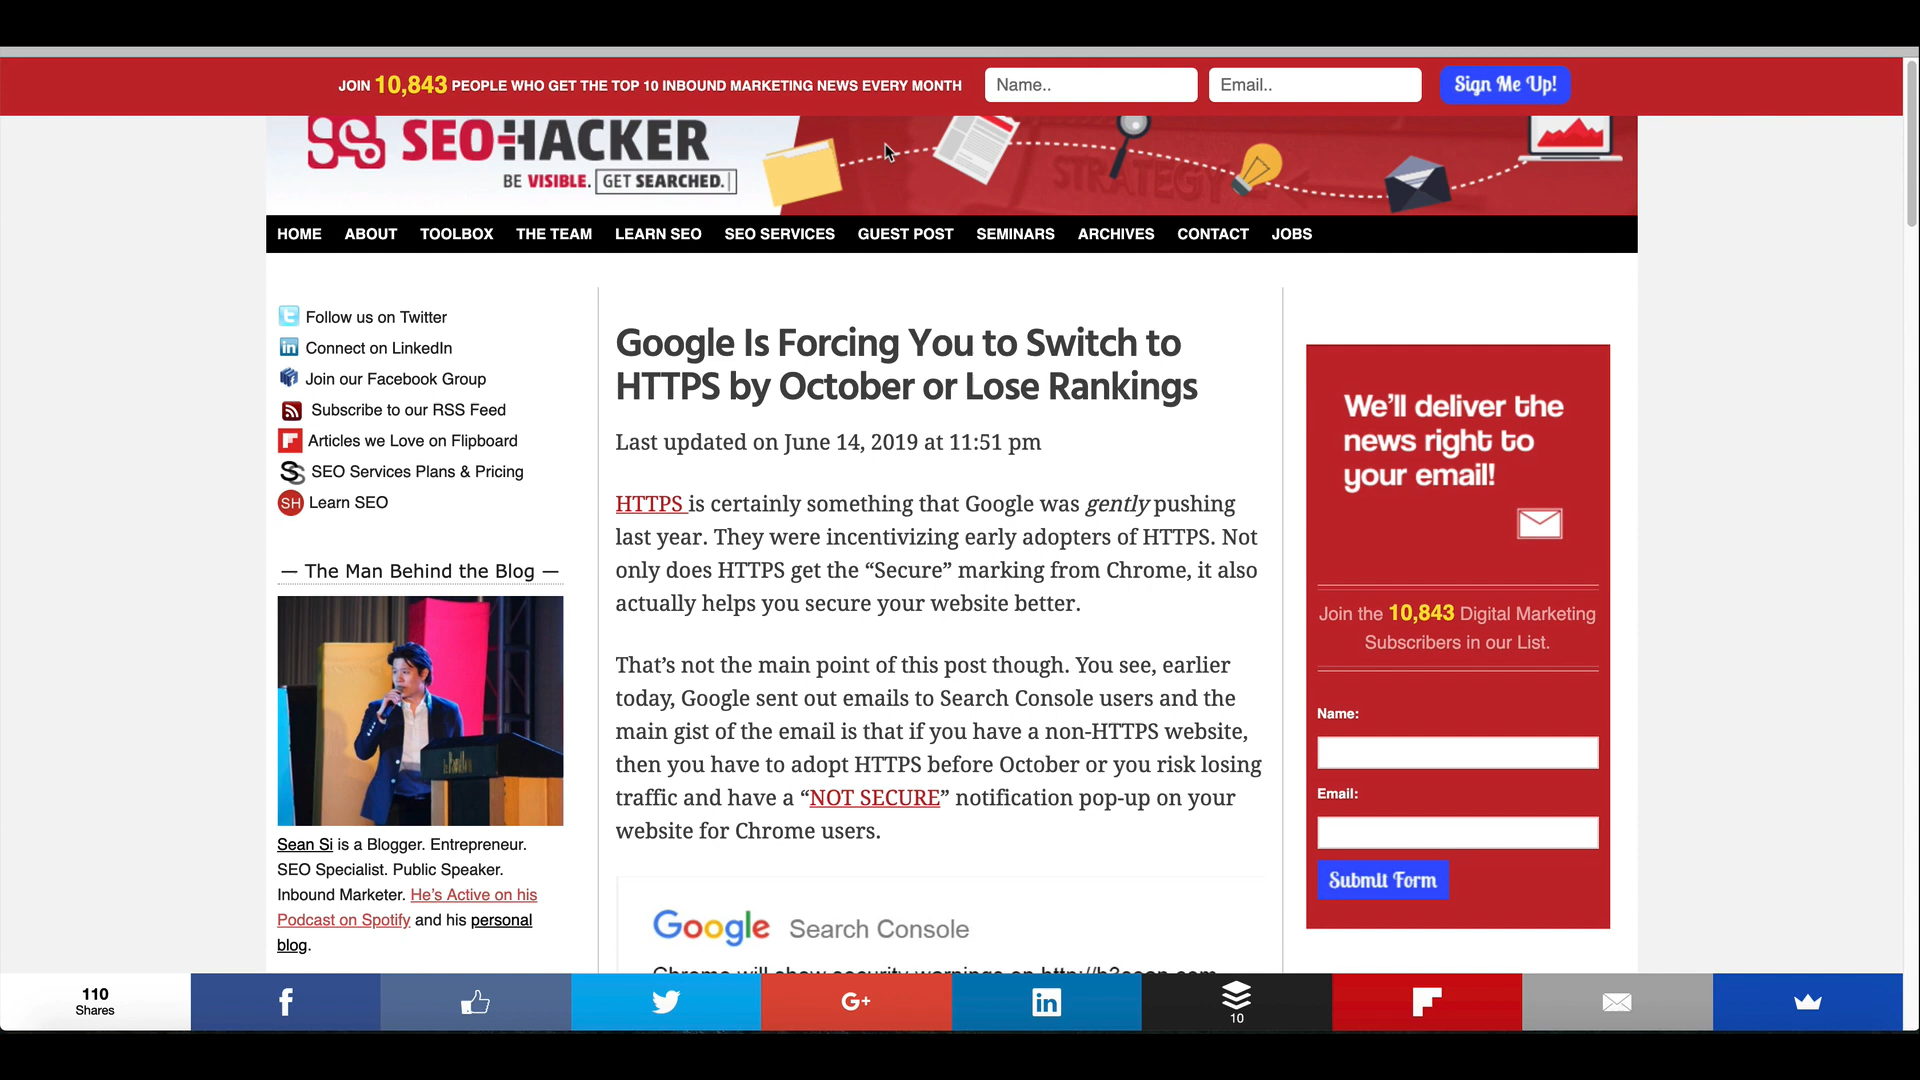 JOIN 10,843 PEOPLE WHO GET THE TOP 10 INBOUND MARKETING NEWS EVERY MONTH
Name..
Email..
Sign Me Up!
SEO HACKER
BE VISIBLE. GET SEARCHED.
STRATEGY
HOME ABOUT TOOLBOX THE TEAM LEARN SEO SEO SERVICES GUEST POST SEMINARS ARCHIVES CONTACT JOBS
Follow us on Twitter
Connect on LinkedIn
Join our Facebook Group
Subscribe to our RSS Feed
Articles we Love on Flipboard
SEO Services Plans & Pricing
SH Learn SEO
— The Man Behind the Blog —
Sean Si is a Blogger. Entrepreneur.
SEO Specialist. Public Speaker.
Inbound Marketer. He's Active on his
Podcast on Spotify and his personal
blog.
Google Is Forcing You to Switch to
HTTPS by October or Lose Rankings
Last updated on June 14, 2019 at 11:51 pm
HTTPS is certainly something that Google was gently pushing
last year. They were incentivizing early adopters of HTTPS. Not
only does HTTPS get the “Secure” marking from Chrome, it also
actually helps you secure your website better.
That’s not the main point of this post though. You see, earlier
today, Google sent out emails to Search Console users and the
main gist of the email is that if you have a non-HTTPS website,
then you have to adopt HTTPS before October or you risk losing
traffic and have a “NOT SECURE” notification pop-up on your
website for Chrome users.
Google Search Console
Chrome will show security warnings on http://b3ocap.com
We'll deliver the
news right to
your email!
Join the 10,843 Digital Marketing
Subscribers in our List.
Name:
Email:
Submit Form
110
Shares
f
G+
in
10